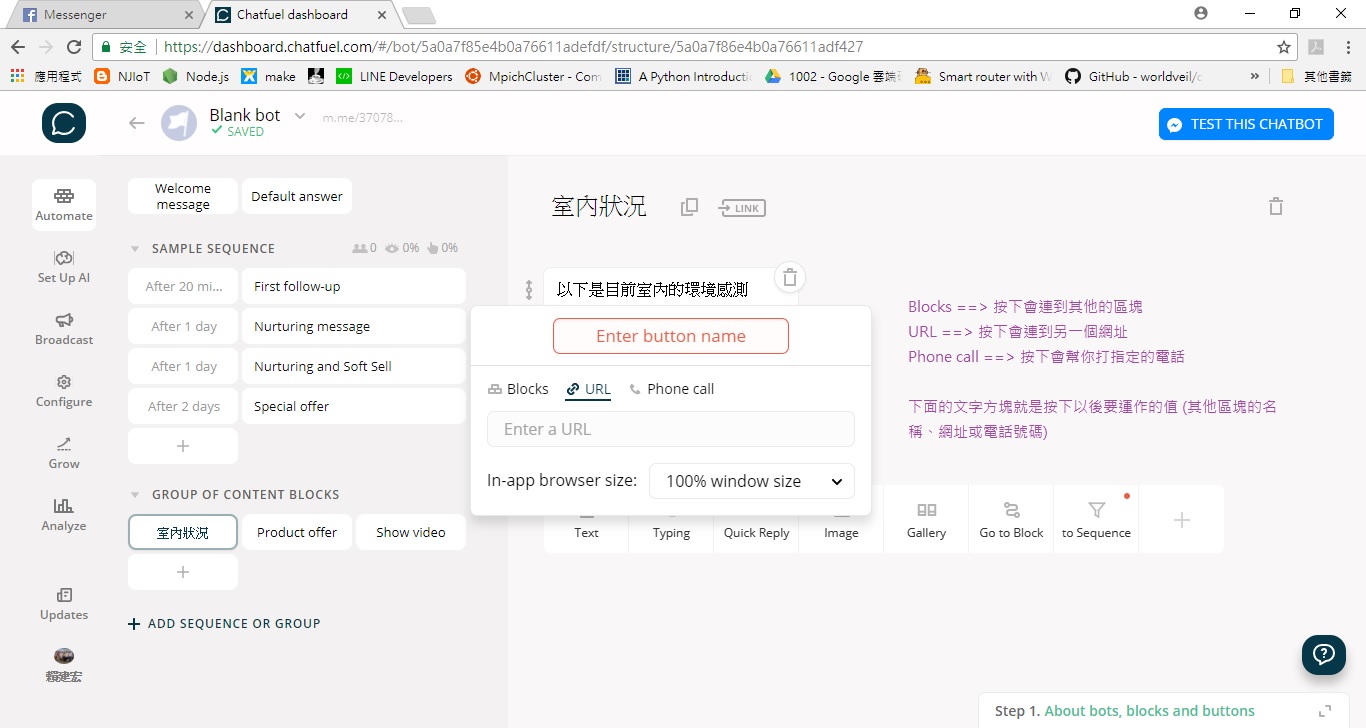 Messenger
Chatfuel dashboard
安全
https://dashboard.chatfuel.com/#/bot/5a0a7f85e4b0a76611adefdf/structure/5a0a7f86e4b0a76611adf427
應用程式 NJIoT Node.js make LINE Developers MpichCluster - Com A Python Introducti 1002 - Google 雲端 Smart router with GitHub - worldveil/ » 其他書籤
Blank bot m.me/37078...
SAVED
TEST THIS CHATBOT
Automate
Set Up AI
Broadcast
Configure
Grow
Analyze
Updates
賴建宏
Welcome message
Default answer
SAMPLE SEQUENCE 0 0% 0%
After 20 mi... First follow-up
After 1 day Nurturing message
After 1 day Nurturing and Soft Sell
After 2 days Special offer
+
GROUP OF CONTENT BLOCKS
室內狀況 Product offer Show video
+
+ ADD SEQUENCE OR GROUP
室內狀況 LINK
以下是目前室內的環境感測
Enter button name
Blocks URL Phone call
Enter a URL
In-app browser size: 100% window size
Blocks ==> 按下會連到其他的區塊
URL ==> 按下會連到另一個網址
Phone call ==> 按下會幫你打指定的電話
下面的文字方塊就是按下以後要運作的值 (其他區塊的名
稱、網址或電話號碼)
Text Typing Quick Reply Image Gallery Go to Block to Sequence +
Step 1. About bots, blocks and buttons